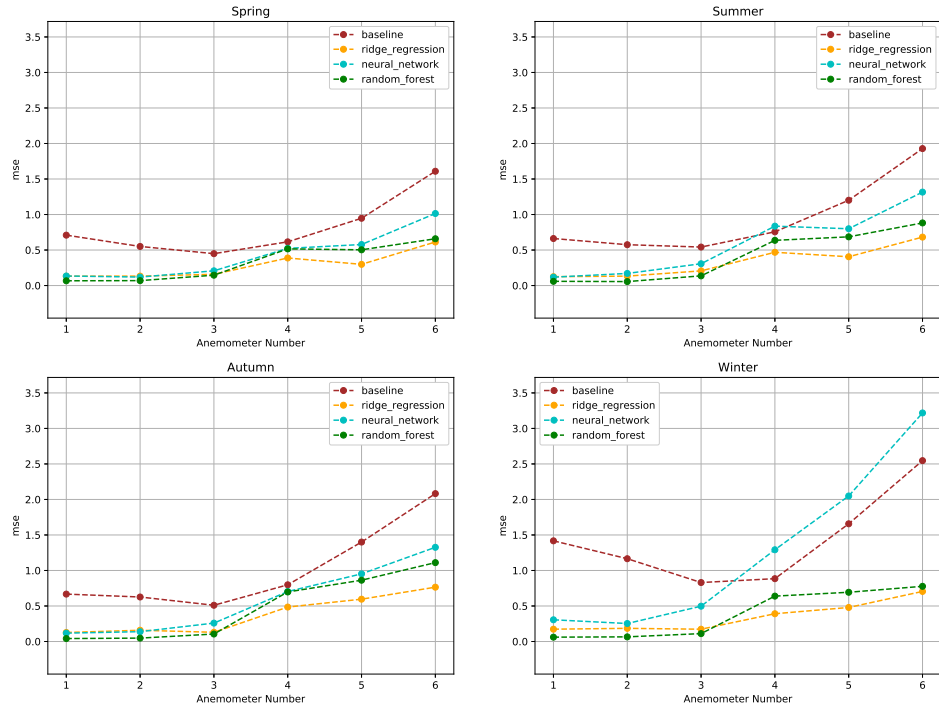 Spring
3.5
3.0
2.5
2.0
1.5
1.0
0.5
0.0
mse
baseline
ridge_regression
neural_network
random_forest
1 2 3 4 5 6
Anemometer Number
Summer
3.5
3.0
2.5
2.0
1.5
1.0
0.5
0.0
mse
baseline
ridge_regression
neural_network
random_forest
1 2 3 4 5 6
Anemometer Number
Autumn
3.5
3.0
2.5
2.0
1.5
1.0
0.5
0.0
mse
baseline
ridge_regression
neural_network
random_forest
1 2 3 4 5 6
Anemometer Number
Winter
3.5
3.0
2.5
2.0
1.5
1.0
0.5
0.0
mse
baseline
ridge_regression
neural_network
random_forest
1 2 3 4 5 6
Anemometer Number